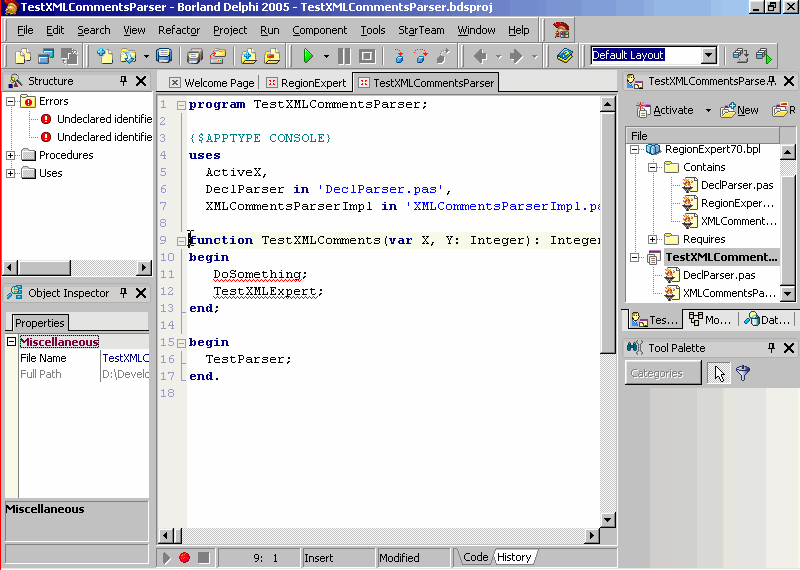 TestXMLCommentsParser - Borland Delphi 2005 - TestXMLCommentsParser.bdsproj
File Edit Search View Refactor Project Run Component Tools StarTeam Window Help
Default Layout
Structure
Errors
Undeclared identifie
Undeclared identifie
Procedures
Uses
Object Inspector
Properties
Miscellaneous
File Name TestXMLC
Full Path D:\Develo
Miscellaneous
Welcome Page RegionExpert TestXMLCommentsParser
1 program TestXMLCommentsParser;
2
3 {$APPTYPE CONSOLE}
4 uses
5 ActiveX,
6 DeclParser in 'DeclParser.pas',
7 XMLCommentsParserImpl in 'XMLCommentsParserImpl.pa
8
9 function TestXMLComments(var X, Y: Integer): Integer
10 begin
11 DoSomething;
12 TestXMLExpert;
13 end;
14
15 begin
16 TestParser;
17 end.
18
9: 1 Insert Modified Code History
TestXMLCommentsParse.
Activate New R
File
RegionExpert70.bpl
Contains
DeclParser.pas
RegionExper...
XMLComment...
Requires
TestXMLComment...
DeclParser.pas
XMLCommentsPa...
Tes... Mo... Dat...
Tool Palette
Categories